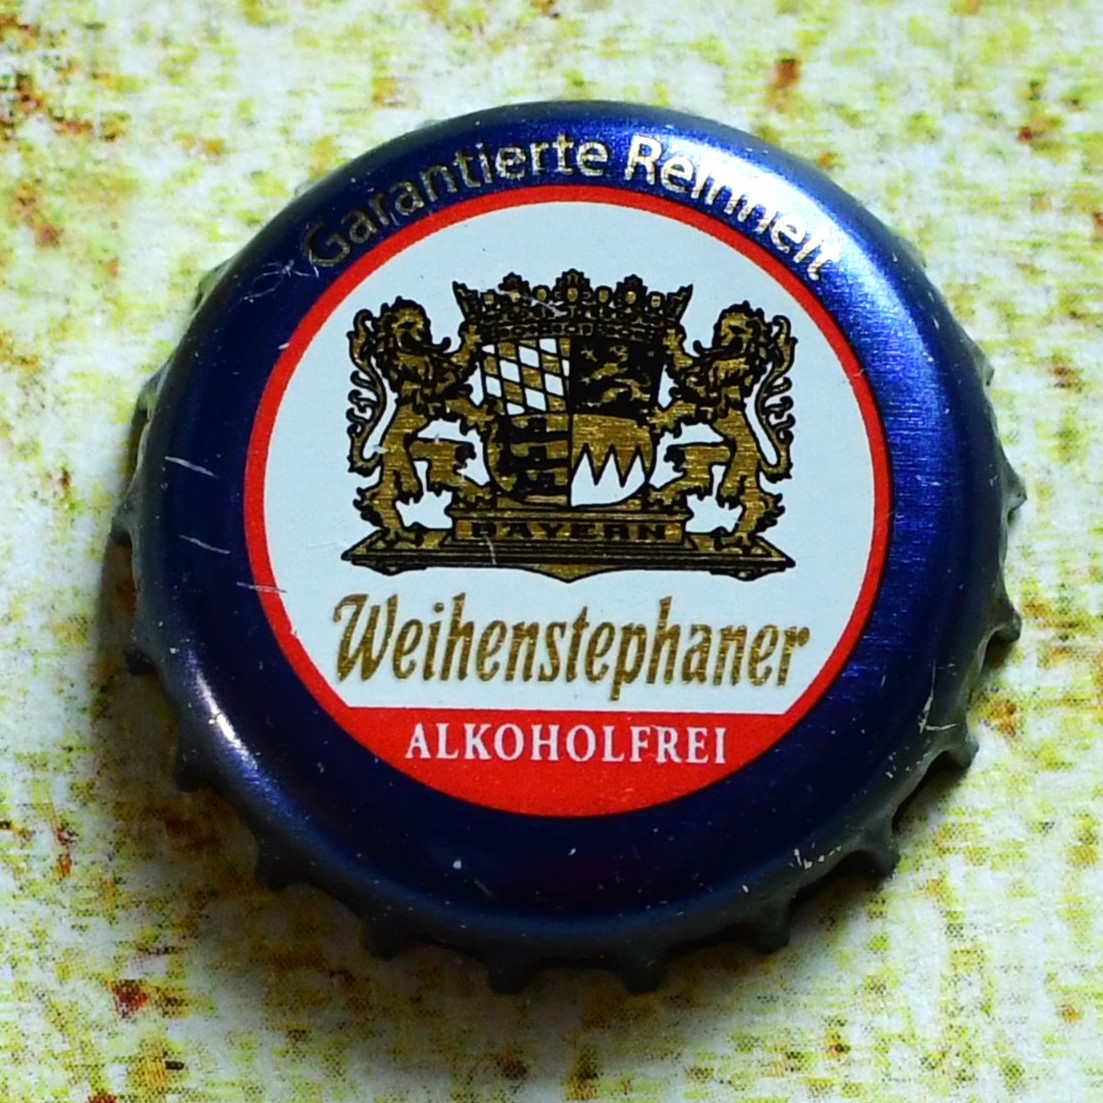 Garantierte Reinheit
BAYERN
Weihenstephaner
ALKOHOLFREI